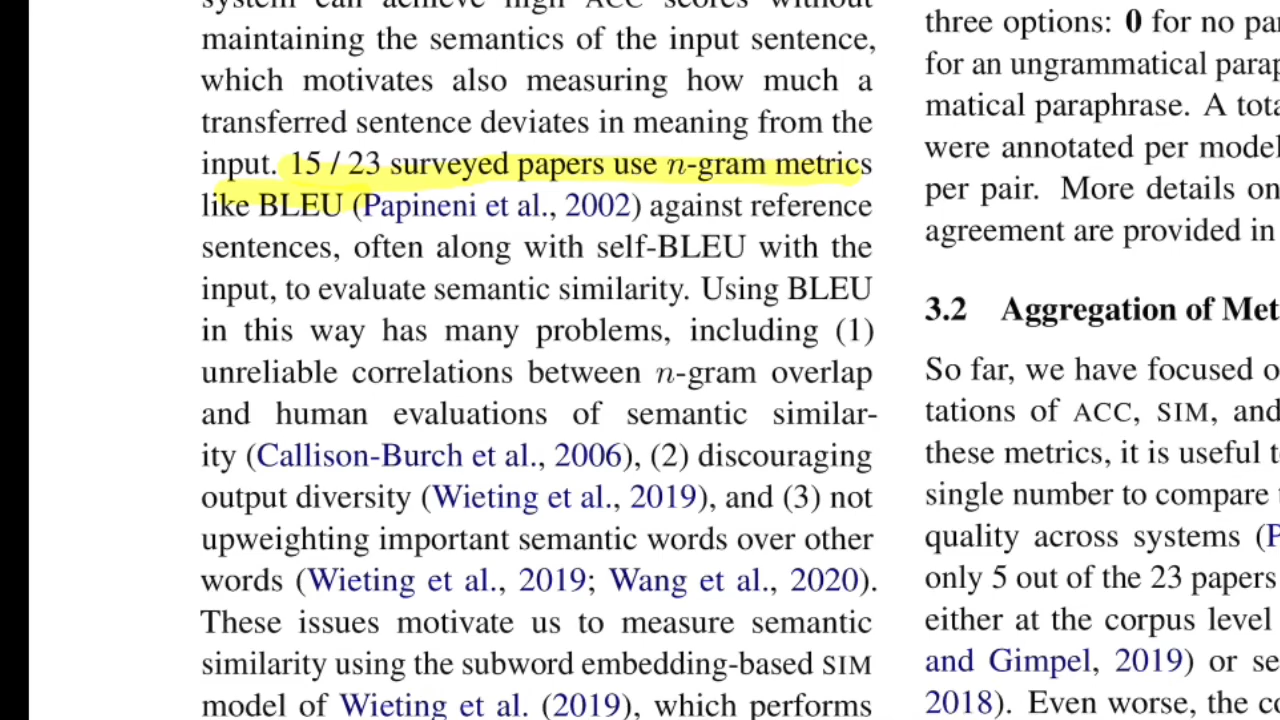 system can achieve high ACC scores without
maintaining the semantics of the input sentence,
which motivates also measuring how much a
transferred sentence deviates in meaning from the
input. 15 / 23 surveyed papers use n-gram metrics
like BLEU (Papineni et al., 2002) against reference
sentences, often along with self-BLEU with the
input, to evaluate semantic similarity. Using BLEU
in this way has many problems, including (1)
unreliable correlations between n-gram overlap
and human evaluations of semantic similar-
ity (Callison-Burch et al., 2006), (2) discouraging
output diversity (Wieting et al., 2019), and (3) not
upweighting important semantic words over other
words (Wieting et al., 2019; Wang et al., 2020).
These issues motivate us to measure semantic
similarity using the subword embedding-based SIM
model of Wieting et al. (2019), which performs
three options: 0 for no
for an ungrammatical
matical paraphrase. A
were annotated per model
per pair. More details on
agreement are provided in
3.2 Aggregation of
So far, we have focused
tations of ACC, SIM, and
these metrics, it is useful
single number to compare
quality across systems (
only 5 out of the 23 papers
either at the corpus level
and Gimpel, 2019) or
2018). Even worse, the